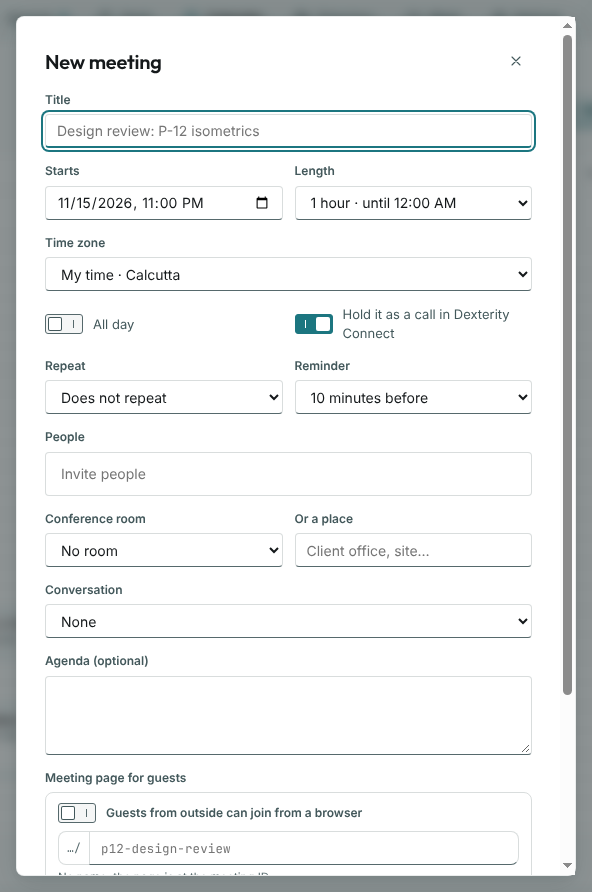 New meeting
Title
Design review: P-12 isometrics
Starts
Length
11/15/2026, 11:00 PM
1 hour · until 12:00 AM
Time zone
My time · Calcutta
All day
Hold it as a call in Dexterity
Connect
Repeat
Reminder
Does not repeat
10 minutes before
People
Invite people
Conference room
Or a place
No room
Client office, site...
Conversation
None
Agenda (optional)
Meeting page for guests
Guests from outside can join from a browser
…/
p12-design-review